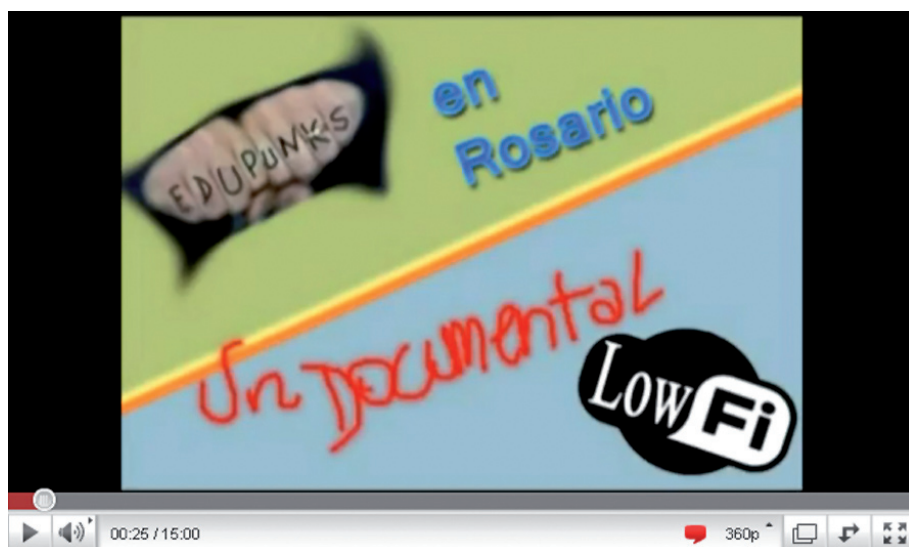 EDUPUNKS
en
Rosario
Un Documental
Low Fi
00:25 / 15:00
360p